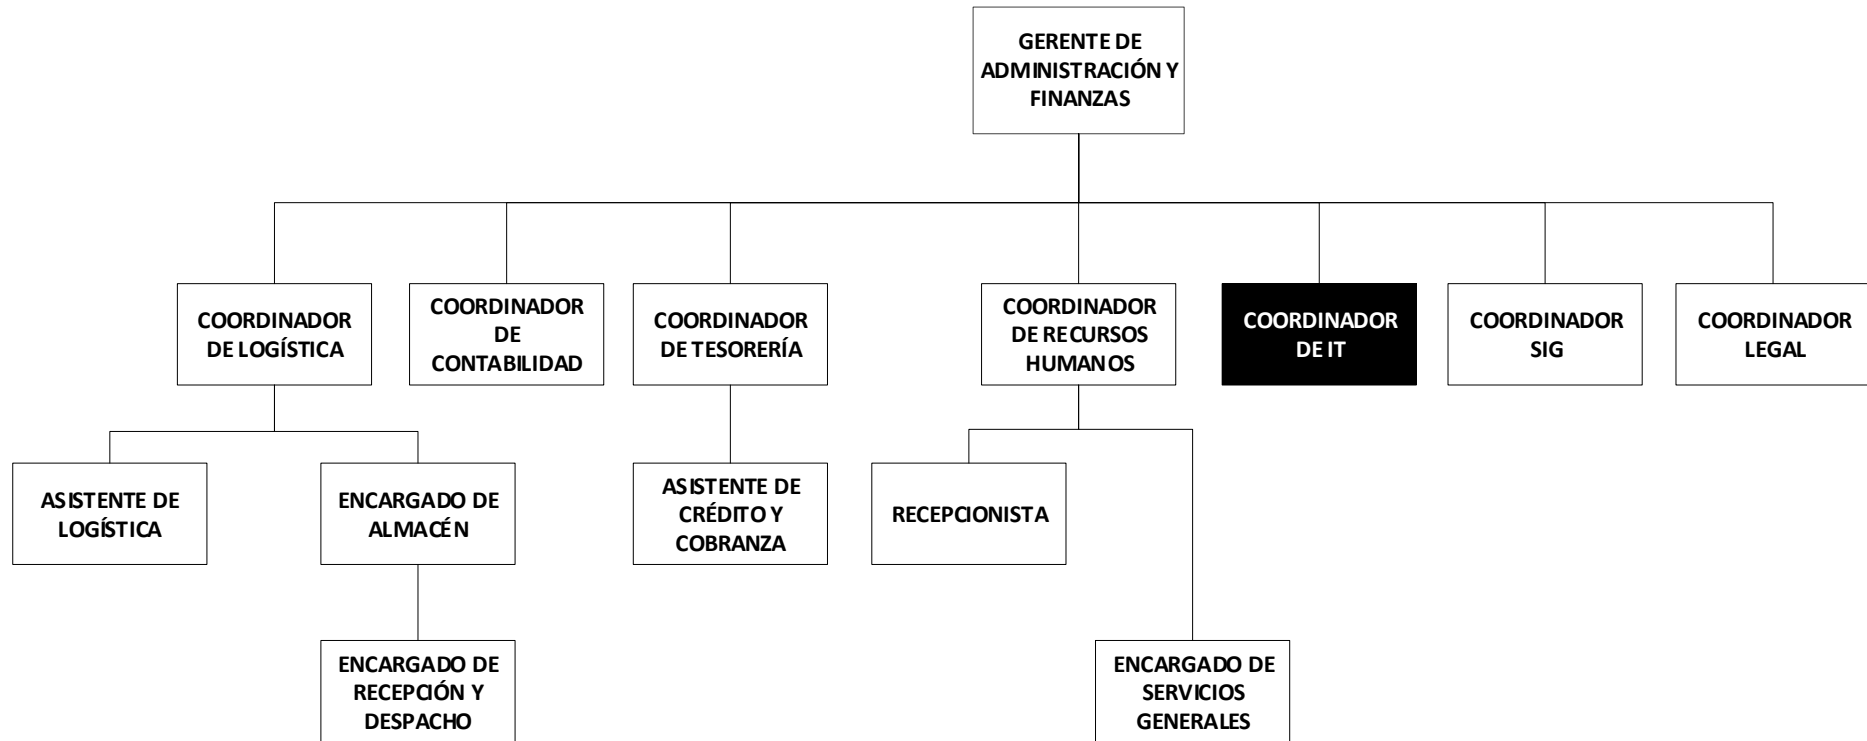 GERENTE DE
ADMINISTRACIÓN Y
FINANZAS
COORDINADOR
DE LOGÍSTICA
COORDINADOR
DE
CONTABILIDAD
COORDINADOR
DE TESORERÍA
COORDINADOR
DE RECURSOS
HUMANOS
COORDINADOR
DE IT
COORDINADOR
SIG
COORDINADOR
LEGAL
ASISTENTE DE
LOGÍSTICA
ENCARGADO DE
ALMACÉN
ASISTENTE DE
CRÉDITO Y
COBRANZA
RECEPCIONISTA
ENCARGADO DE
RECEPCIÓN Y
DESPACHO
ENCARGADO DE
SERVICIOS
GENERALES